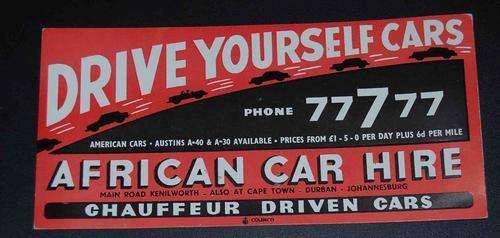 DRIVE YOURSELF CARS
PHONE 77777
AMERICAN CARS • AUSTINS A•40 & A•30 AVAILABLE • PRICES FROM £1 - 5 - 0 PER DAY PLUS 6d PER MILE
AFRICAN CAR HIRE
MAIN ROAD KENILWORTH - ALSO AT CAPE TOWN - DURBAN - JOHANNESBURG
CHAUFFEUR DRIVEN CARS